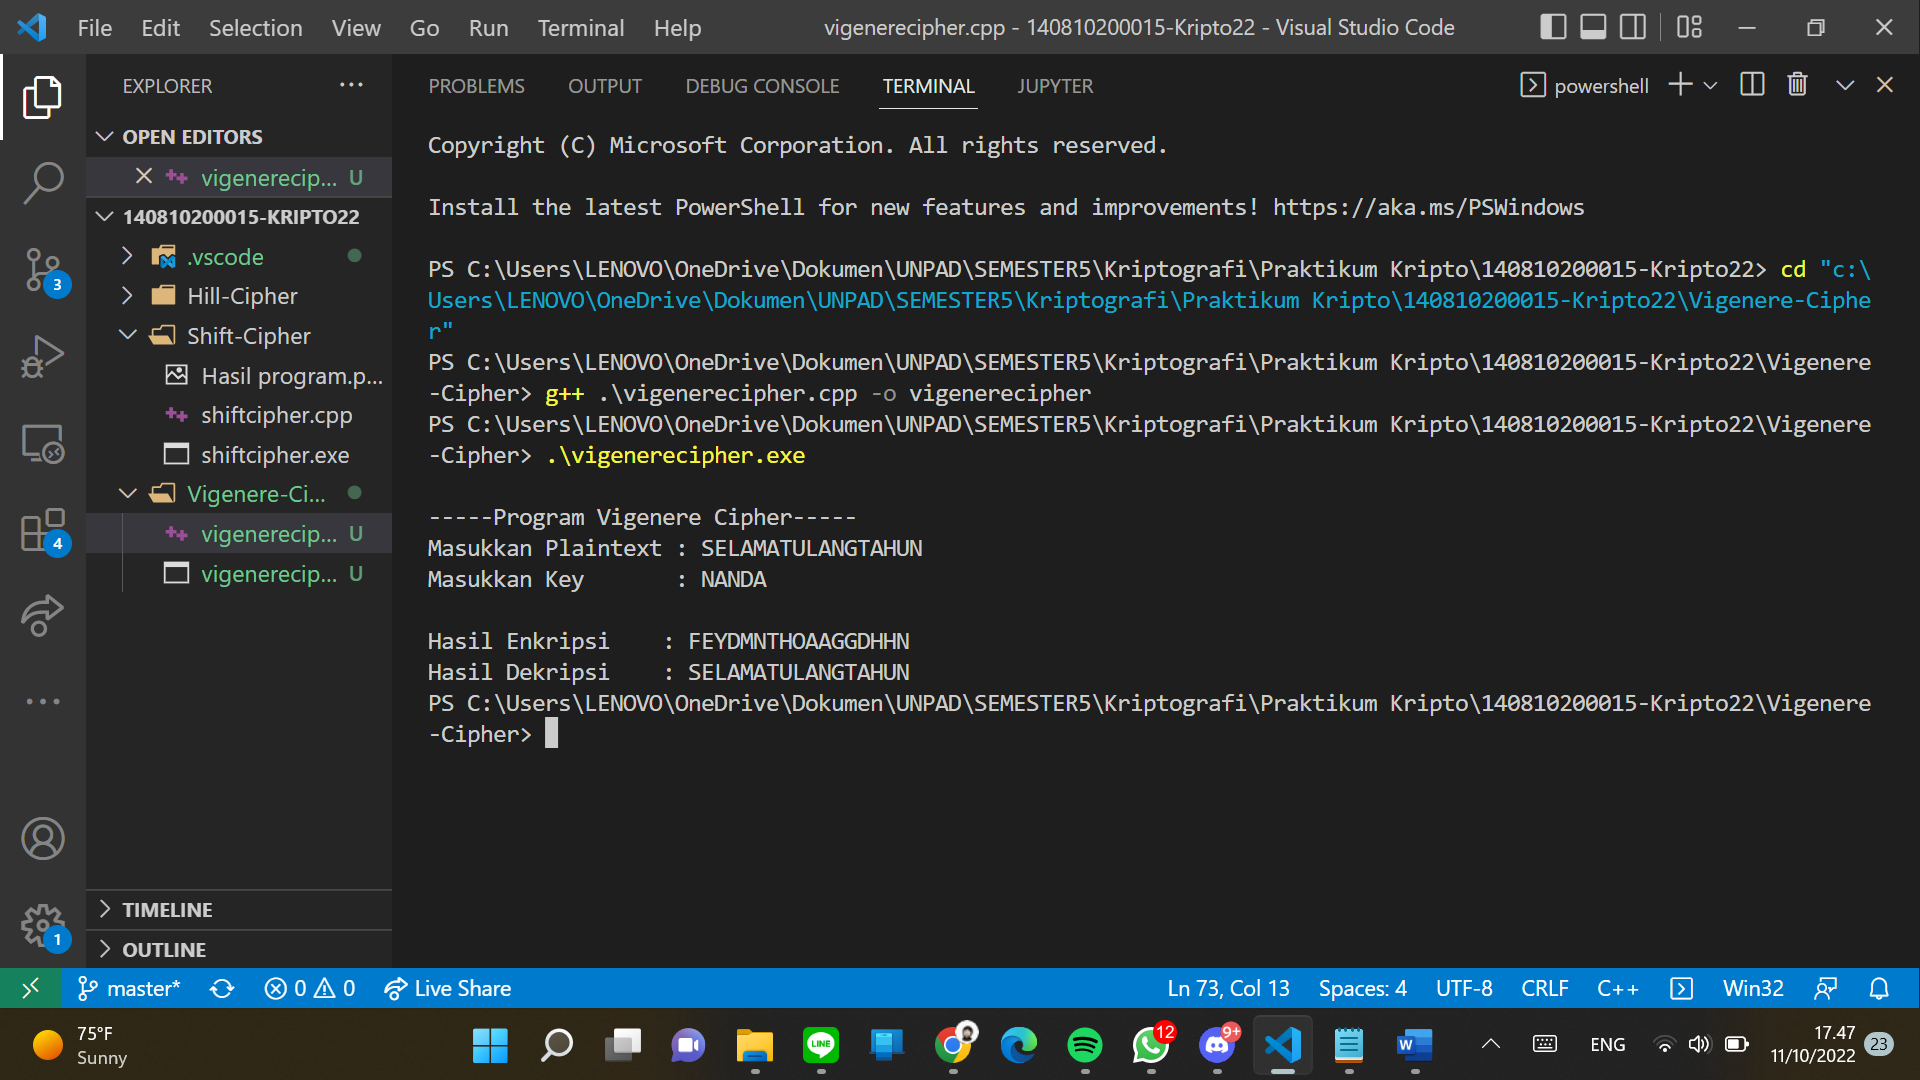 File Edit Selection View Go Run Terminal Help
vigenerecipher.cpp - 140810200015-Kripto22 - Visual Studio Code
EXPLORER
OPEN EDITORS
vigenerecip... U
140810200015-KRIPTO22
.vscode
Hill-Cipher
Shift-Cipher
Hasil program.p...
shiftcipher.cpp
shiftcipher.exe
Vigenere-Ci...
vigenerecip... U
vigenerecip... U
TIMELINE
OUTLINE
3
4
1
PROBLEMS OUTPUT DEBUG CONSOLE TERMINAL JUPYTER
powershell
Copyright (C) Microsoft Corporation. All rights reserved.
Install the latest PowerShell for new features and improvements! https://aka.ms/PSWindows
PS C:\Users\LENOVO\OneDrive\Dokumen\UNPAD\SEMESTER5\Kriptografi\Praktikum Kripto\140810200015-Kripto22> cd "c:\
Users\LENOVO\OneDrive\Dokumen\UNPAD\SEMESTER5\Kriptografi\Praktikum Kripto\140810200015-Kripto22\Vigenere-Ciphe
r"
PS C:\Users\LENOVO\OneDrive\Dokumen\UNPAD\SEMESTER5\Kriptografi\Praktikum Kripto\140810200015-Kripto22\Vigenere
-Cipher> g++ .\vigenerecipher.cpp -o vigenerecipher
PS C:\Users\LENOVO\OneDrive\Dokumen\UNPAD\SEMESTER5\Kriptografi\Praktikum Kripto\140810200015-Kripto22\Vigenere
-Cipher> .\vigenerecipher.exe
-----Program Vigenere Cipher-----
Masukkan Plaintext : SELAMATULANGTAHUN
Masukkan Key : NANDA
Hasil Enkripsi : FEYDMNTHOAAGGDHHN
Hasil Dekripsi : SELAMATULANGTAHUN
PS C:\Users\LENOVO\OneDrive\Dokumen\UNPAD\SEMESTER5\Kriptografi\Praktikum Kripto\140810200015-Kripto22\Vigenere
-Cipher>
master* 0 0 Live Share Ln 73, Col 13 Spaces: 4 UTF-8 CRLF C++ Win32
75°F
Sunny
LINE
12
9+
W
ENG
17.47
11/10/2022
23